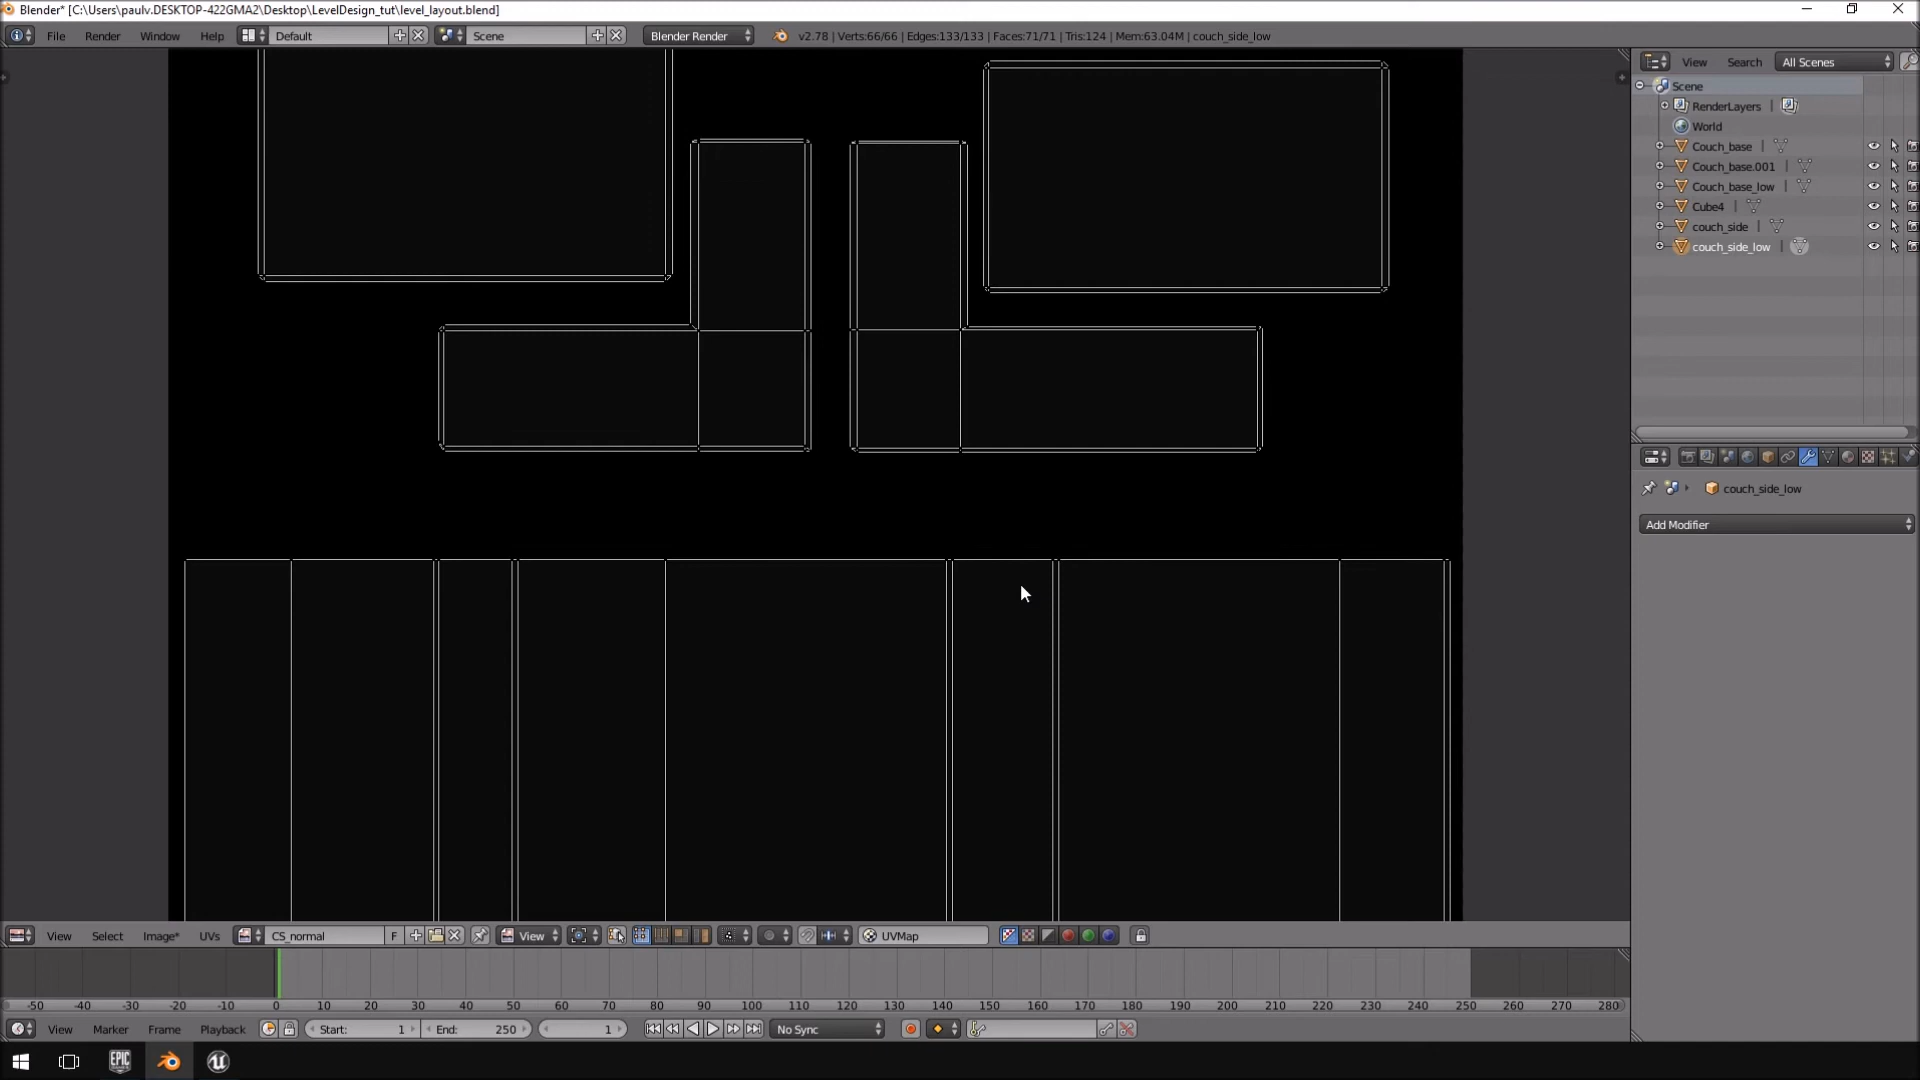 Blender* [C:\Users\paulv.DESKTOP-422GMA2\Desktop\LevelDesign_tut\level_layout.blend]
File Render Window Help Default Scene Blender Render v2.78 | Verts:66/66 | Edges:133/133 | Faces:71/71 | Tris:124 | Mem:63.04M | couch_side_low
View Search All Scenes
Scene
RenderLayers
World
Couch_base
Couch_base.001
Couch_base_low
Cube4
couch_side
couch_side_low
couch_side_low
Add Modifier
View Select Image* UVs CS_normal F View UVMap
-50 -40 -30 -20 -10 0 10 20 30 40 50 60 70 80 90 100 110 120 130 140 150 160 170 180 190 200 210 220 230 240 250 260 270 280
View Marker Frame Playback Start: 1 End: 250 1 No Sync
EPIC